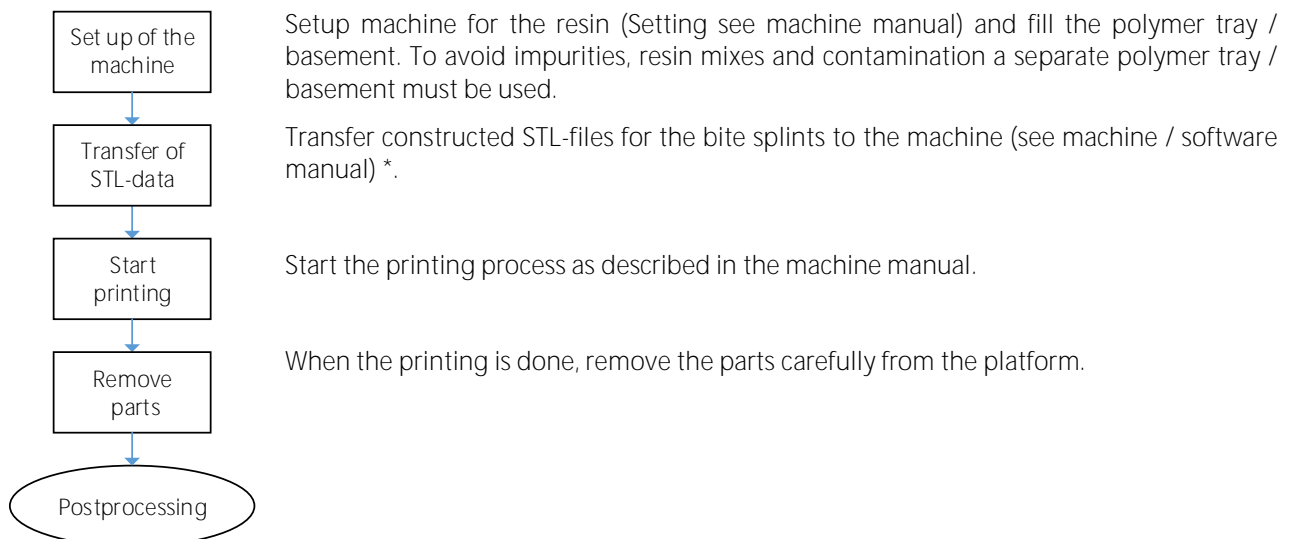 Set up of the
machine
Setup machine for the resin (Setting see machine manual) and fill the polymer tray /
basement. To avoid impurities, resin mixes and contamination a separate polymer tray /
basement must be used.
Transfer of
STL-data
Transfer constructed STL-files for the bite splints to the machine (see machine / software
manual) *.
Start
printing
Start the printing process as described in the machine manual.
Remove
parts
When the printing is done, remove the parts carefully from the platform.
Postprocessing